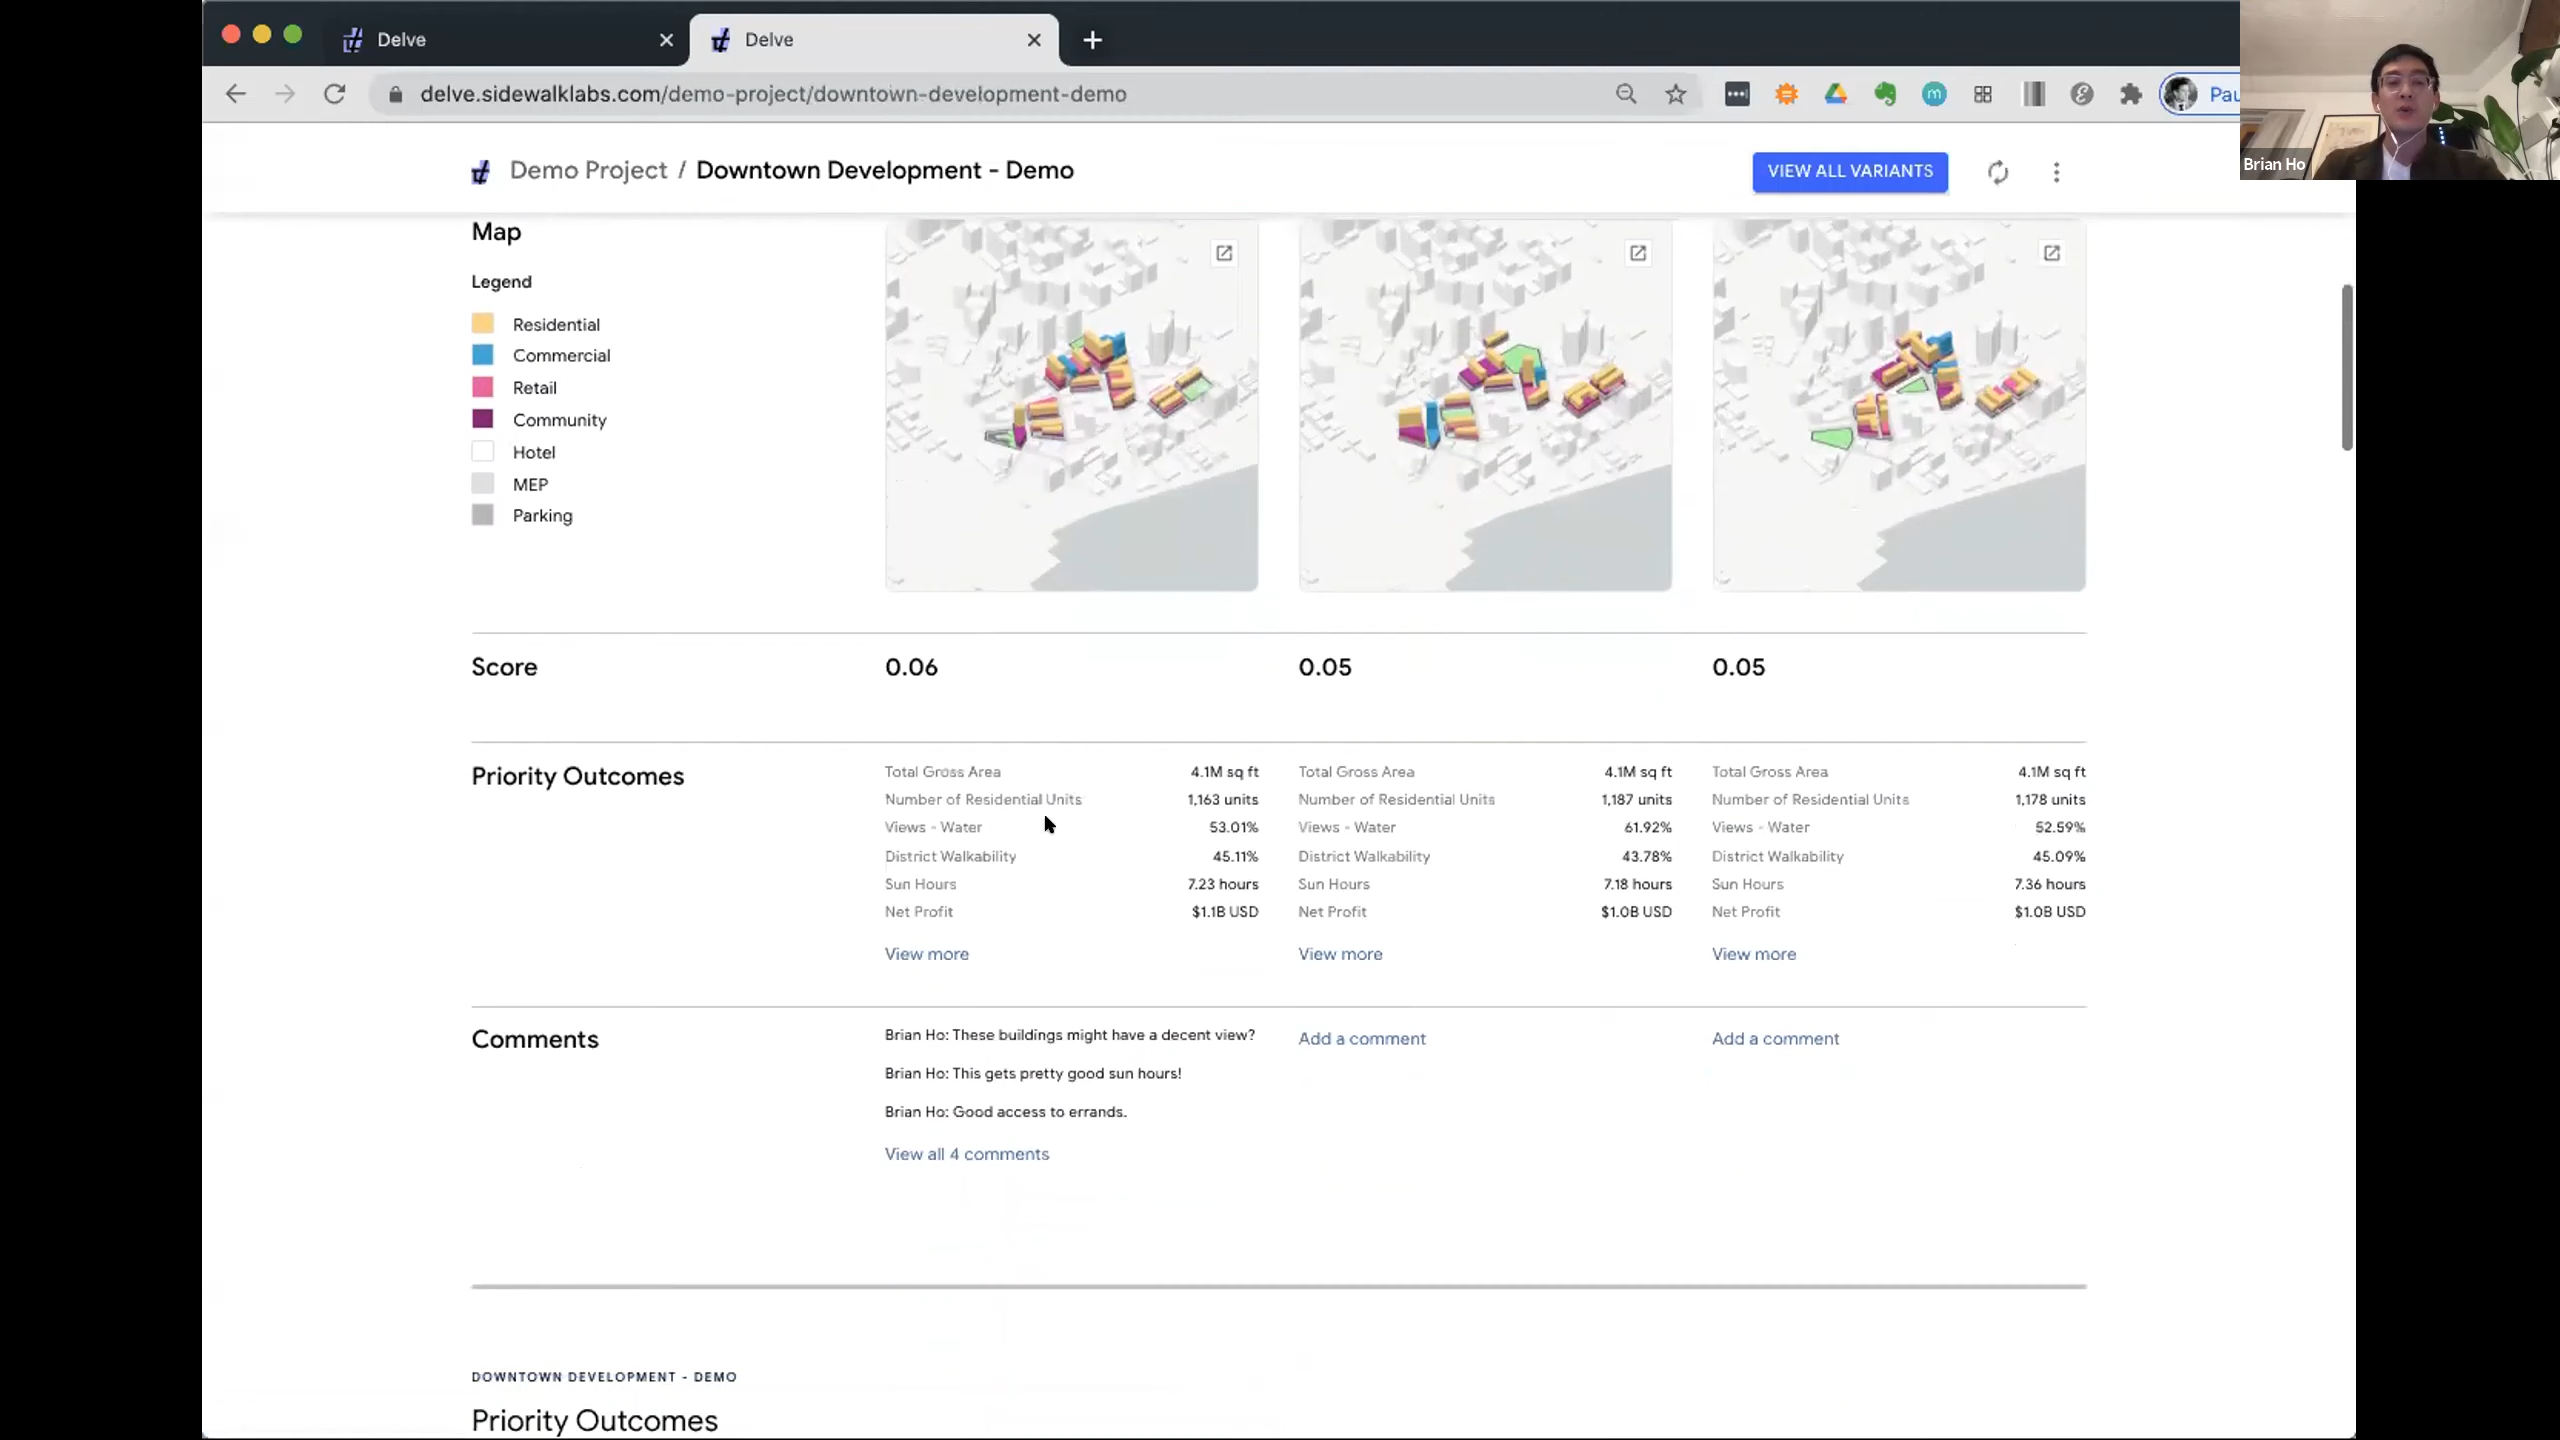 Delve
Delve
delve.sidewalklabs.com/demo-project/downtown-development-demo
Pau
Brian Ho
Demo Project / Downtown Development - Demo
VIEW ALL VARIANTS
Map
Legend
Residential
Commercial
Retail
Community
Hotel
MEP
Parking
Score
0.06
0.05
0.05
Priority Outcomes
Total Gross Area 4.1M sq ft
Number of Residential Units 1,163 units
Views - Water 53.01%
District Walkability 45.11%
Sun Hours 7.23 hours
Net Profit $1.1B USD
View more
Total Gross Area 4.1M sq ft
Number of Residential Units 1,187 units
Views - Water 61.92%
District Walkability 43.78%
Sun Hours 7.18 hours
Net Profit $1.0B USD
View more
Total Gross Area 4.1M sq ft
Number of Residential Units 1,178 units
Views - Water 52.59%
District Walkability 45.09%
Sun Hours 7.36 hours
Net Profit $1.0B USD
View more
Comments
Brian Ho: These buildings might have a decent view?
Brian Ho: This gets pretty good sun hours!
Brian Ho: Good access to errands.
View all 4 comments
Add a comment
Add a comment
DOWNTOWN DEVELOPMENT - DEMO
Priority Outcomes